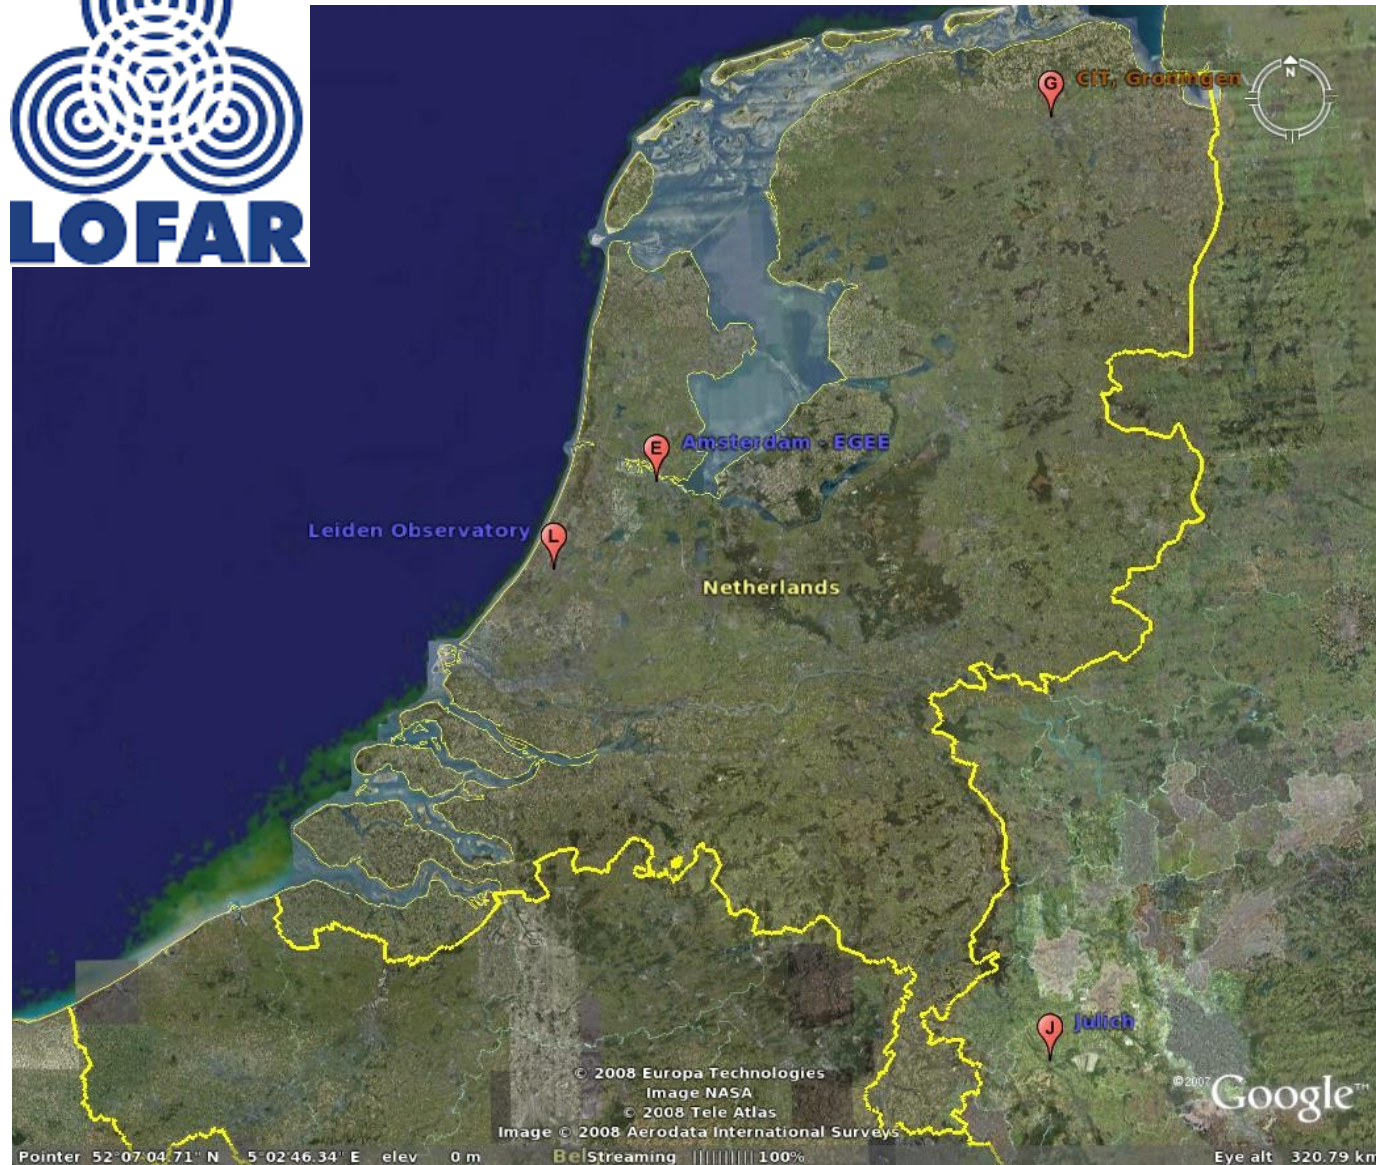 LOFAR
G
CIT, Groningen
N
E
Amsterdam - EGEE
Leiden Observatory
L
Netherlands
J
Julich
© 2008 Europa Technologies
Image NASA
© 2008 Tele Atlas
Image © 2008 Aerodata International Surveys
©2007 Google™
Pointer 52°07'04.71" N 5°02'46.34" E elev 0 m
Streaming 100%
Eye alt 320.79 km